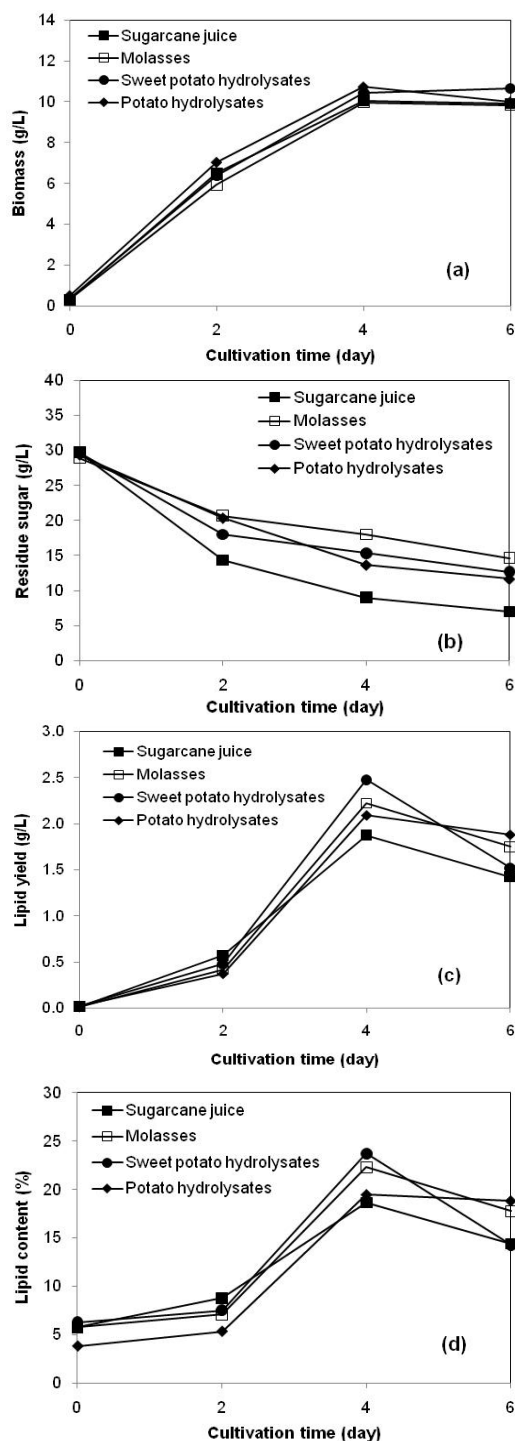 14
12
10
8
6
4
2
0
Biomass (g/L)
Sugarcane juice
Molasses
Sweet potato hydrolysates
Potato hydrolysates
(a)
0 2 4 6
Cultivation time (day)
40
35
30
25
20
15
10
5
0
Residue sugar (g/L)
Sugarcane juice
Molasses
Sweet potato hydrolysates
Potato hydrolysates
(b)
0 2 4 6
Cultivation time (day)
3.0
2.5
2.0
1.5
1.0
0.5
0.0
Lipid yield (g/L)
Sugarcane juice
Molasses
Sweet potato hydrolysates
Potato hydrolysates
(c)
0 2 4 6
Cultivation time (day)
30
25
20
15
10
5
0
Lipid content (%)
Sugarcane juice
Molasses
Sweet potato hydrolysates
Potato hydrolysates
(d)
0 2 4 6
Cultivation time (day)